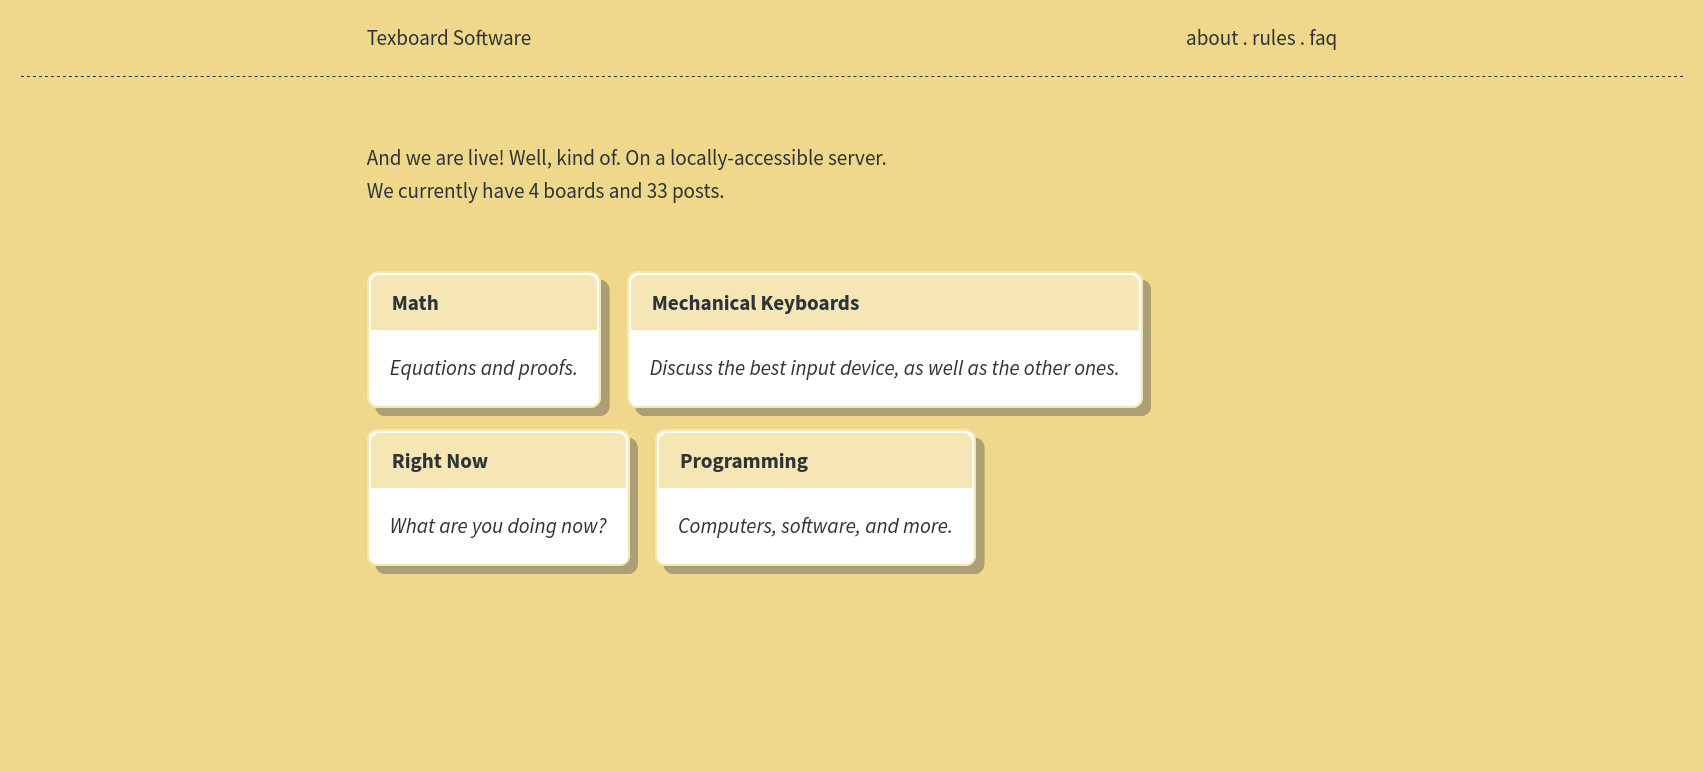 Texboard Software
about . rules . faq
And we are live! Well, kind of. On a locally-accessible server.
We currently have 4 boards and 33 posts.
Math
Equations and proofs.
Mechanical Keyboards
Discuss the best input device, as well as the other ones.
Right Now
What are you doing now?
Programming
Computers, software, and more.